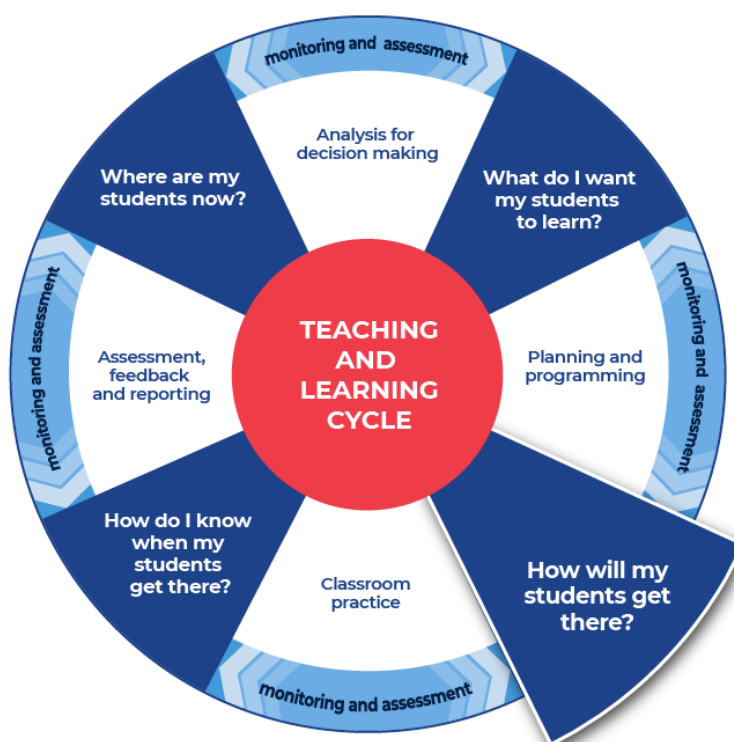 monitoring and assessment
Analysis for
decision making
Where are my
students now?
What do I want
my students
to learn?
monitoring and assessment
TEACHING
AND
LEARNING
CYCLE
Assessment,
feedback
and reporting
Planning and
programming
monitoring and assessment
How do I know
when my
students
get there?
Classroom
practice
How will my
students get
there?
monitoring and assessment